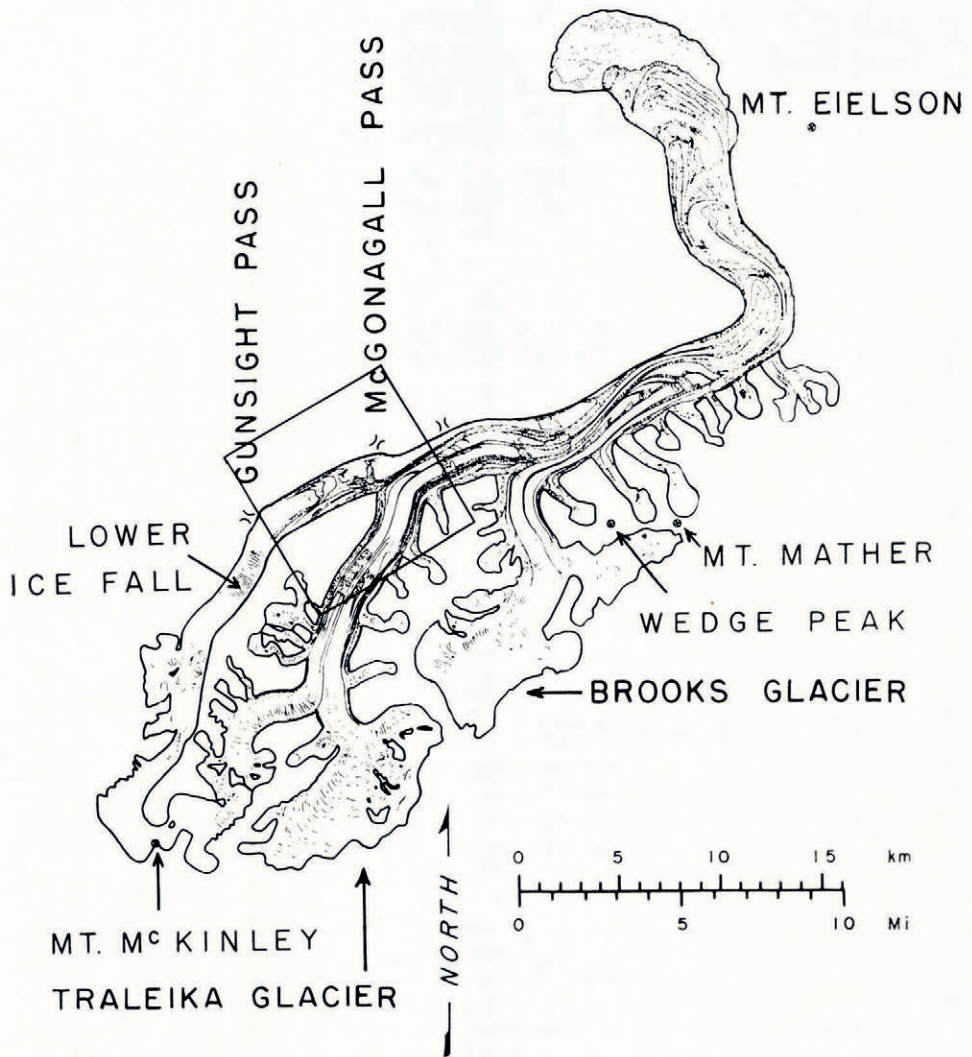 MT. EIELSON
GUNSIGHT PASS
McGONAGALL PASS
LOWER
ICE FALL
MT. MATHER
WEDGE PEAK
BROOKS GLACIER
0 5 10 15 km
0 5 10 Mi
NORTH
MT. McKINLEY
TRALEIKA GLACIER